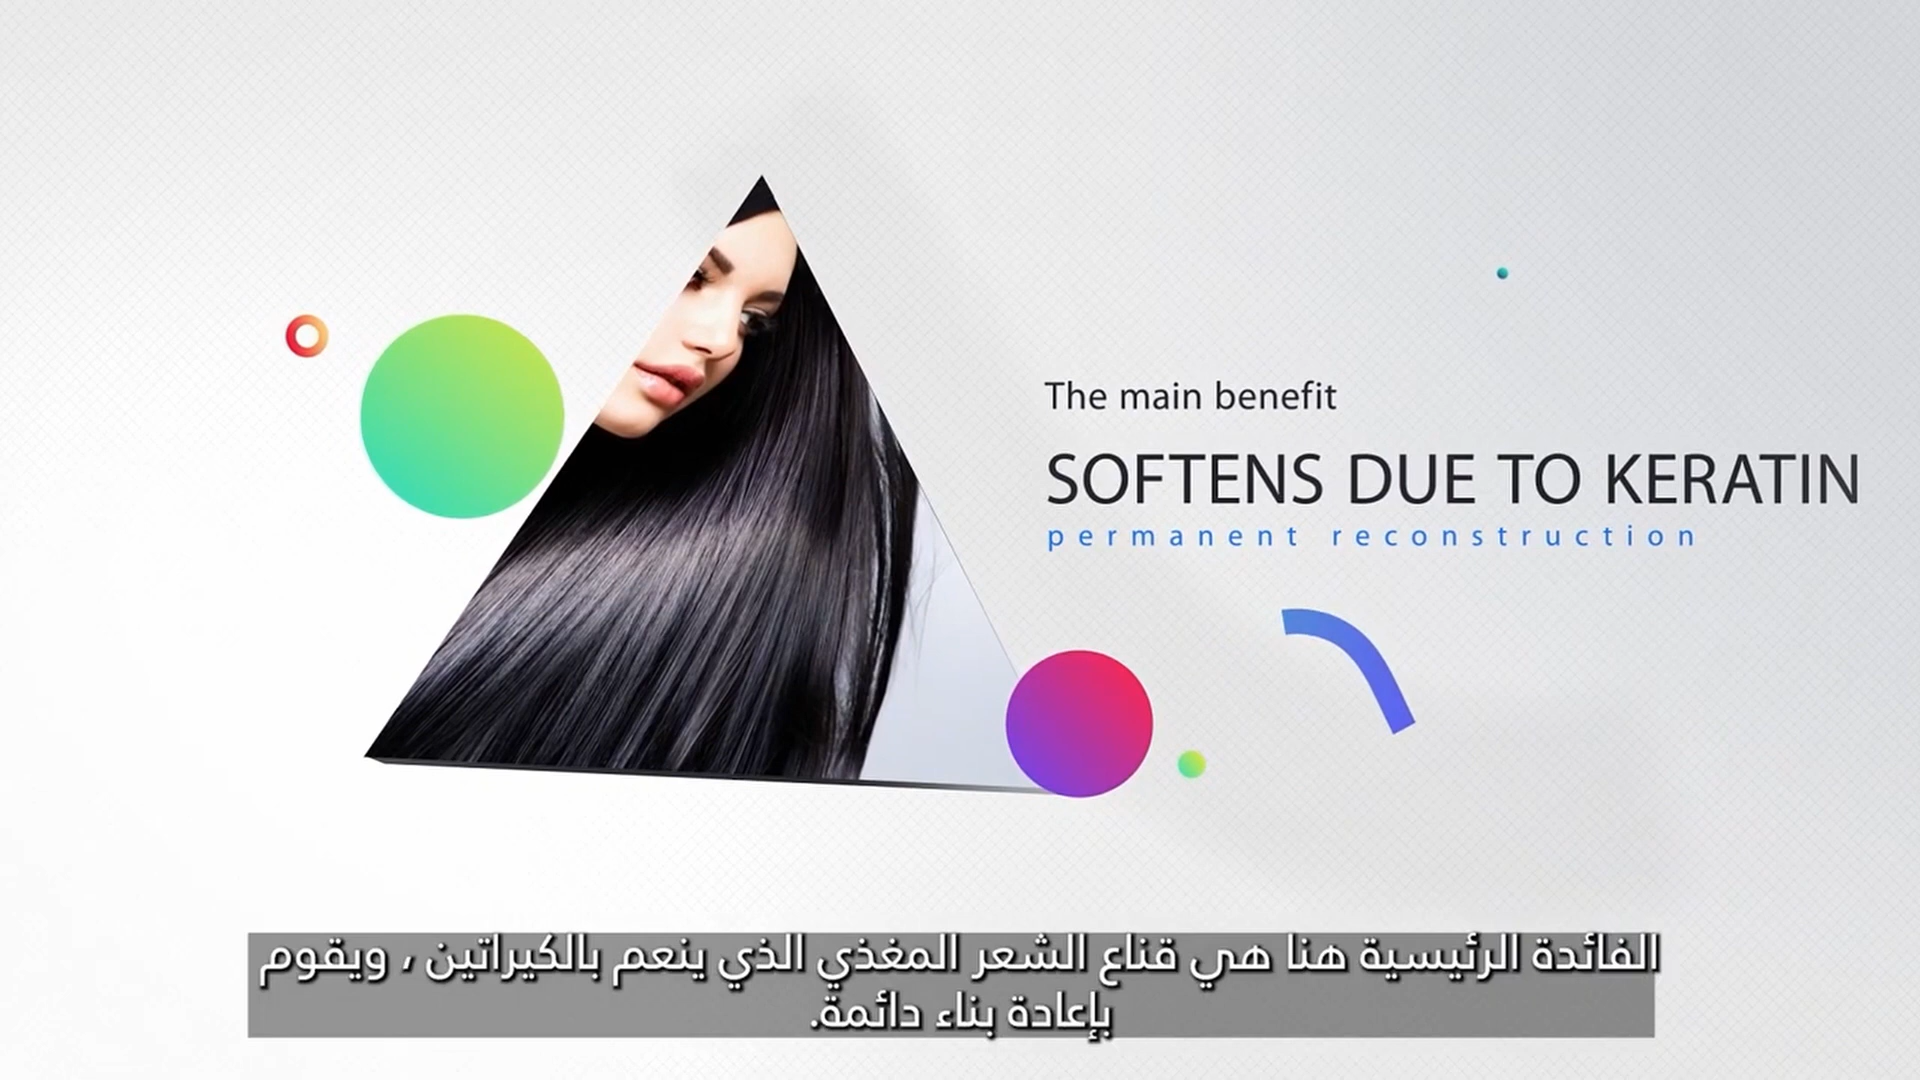 The main benefit
SOFTENS DUE TO KERATIN
permanent reconstruction
الفائدة الرئيسية هنا هي قناع الشعر المغذي الذي ينعم بالكيراتين ، ويقوم
بإعادة بناء دائمة.